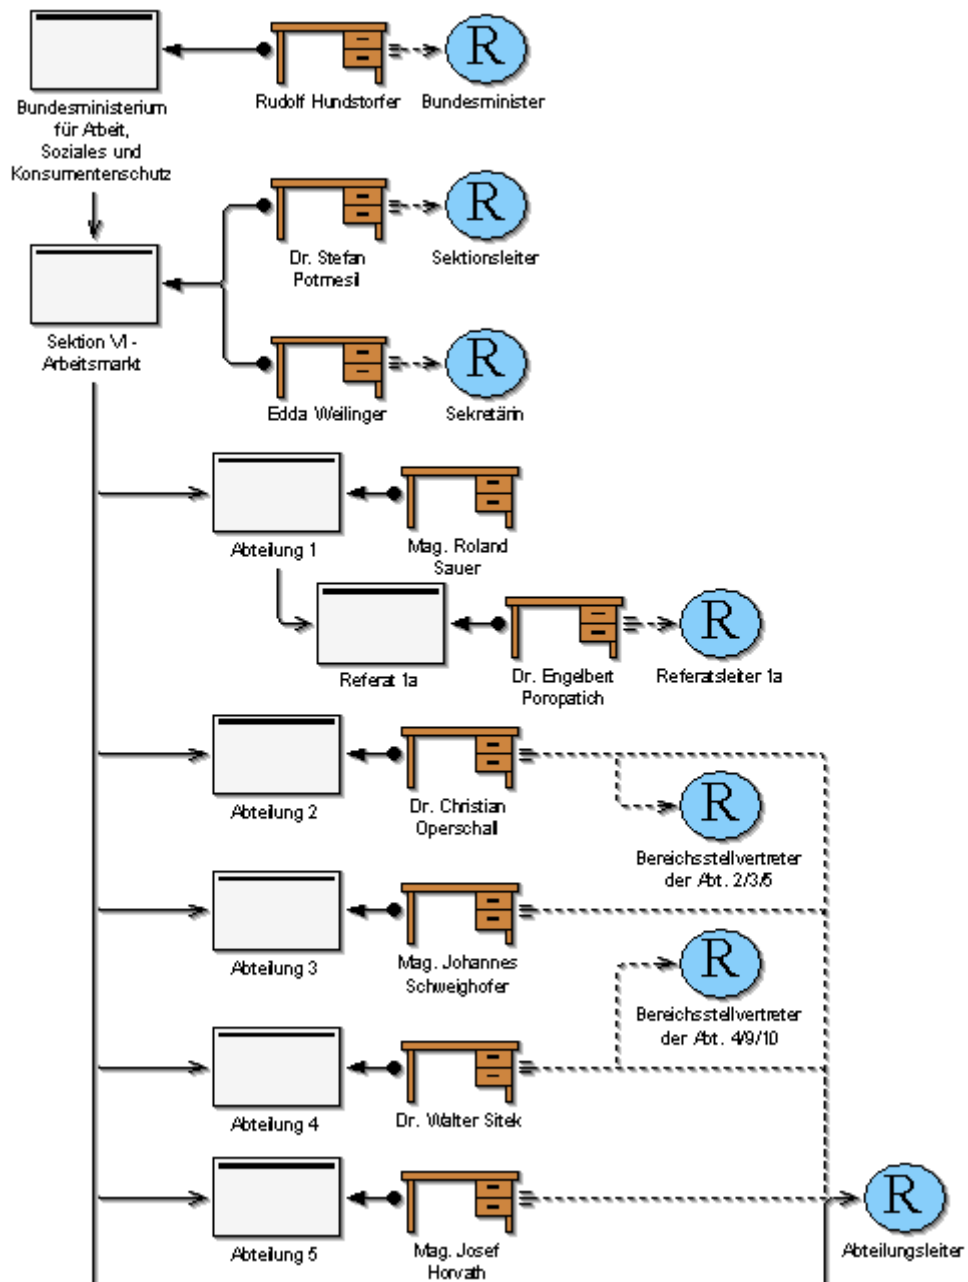 R
Rudolf Hundstorfer
Bundesminister
Bundesministerium
für Arbeit,
Soziales und
Konsumentenschutz
R
Dr. Stefan
Potmesil
Sektionsleiter
Sektion VI -
Arbeitsmarkt
R
Edda Weilinger
Sekretärin
Abteilung 1
Mag. Roland
Sauer
R
Referat 1a
Dr. Engelbert
Poropatich
Referatsleiter 1a
Abteilung 2
Dr. Christian
Operschall
R
Bereichsstellvertreter
der Abt. 2/3/5
Abteilung 3
Mag. Johannes
Schweighofer
R
Bereichsstellvertreter
der Abt. 4/9/10
Abteilung 4
Dr. Walter Sitek
R
Abteilung 5
Mag. Josef
Horvath
Abteilungsleiter